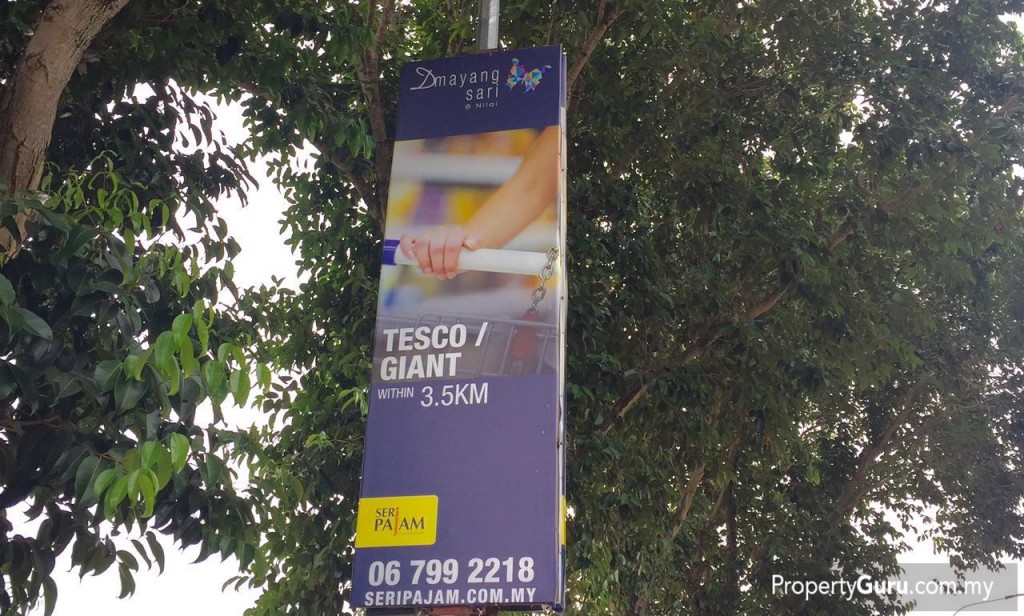 Dmayang
sari
@ Nilai
TESCO /
GIANT
WITHIN 3.5KM
SERI
PAJAM
06 799 2218
SERIPAJAM.COM.MY
PropertyGuru.com.my